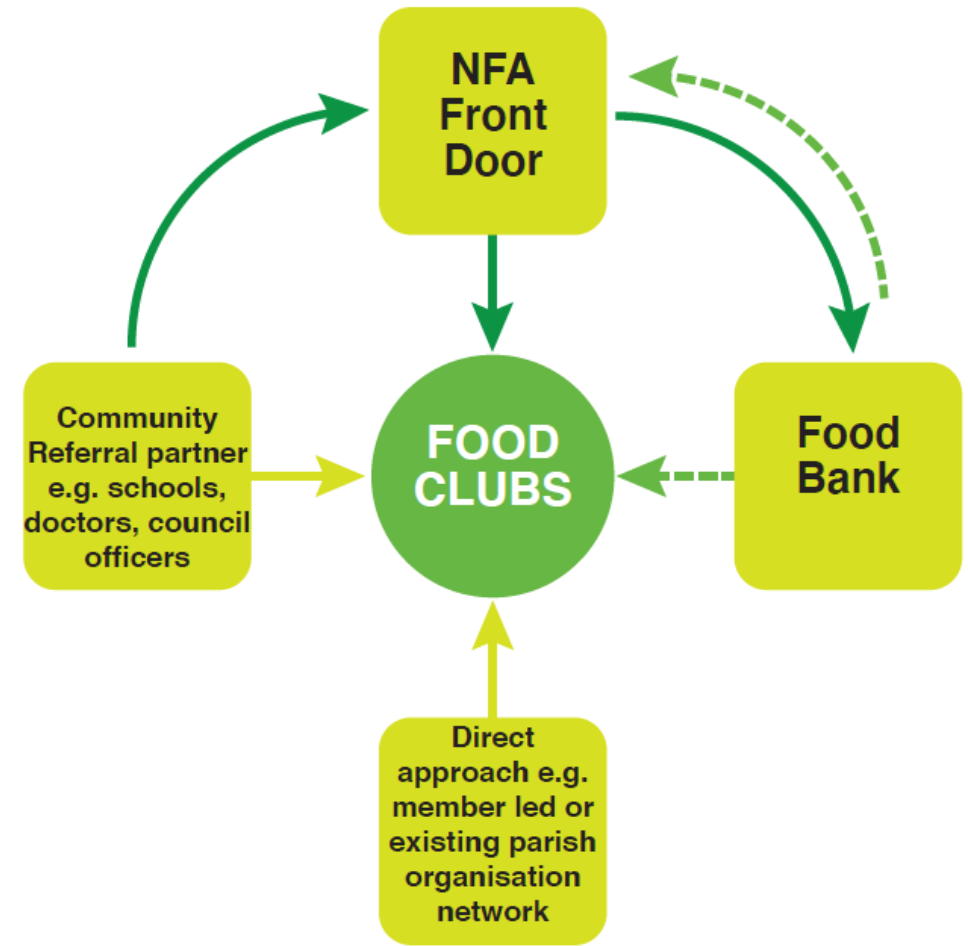 NFA
Front
Door
Community
Referral partner
e.g. schools,
doctors, council
officers
FOOD
CLUBS
Food
Bank
Direct
approach e.g.
member led or
existing parish
organisation
network